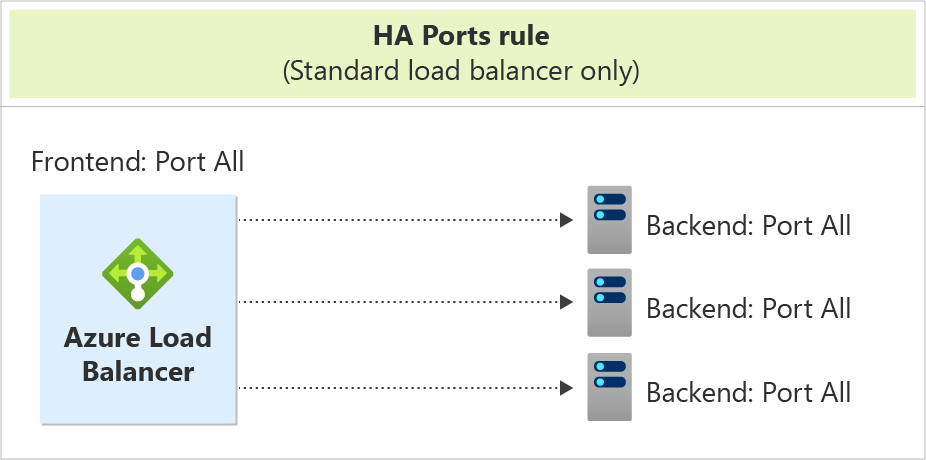 HA Ports rule
(Standard load balancer only)
Frontend: Port All
Azure Load
Balancer
Backend: Port All
Backend: Port All
Backend: Port All